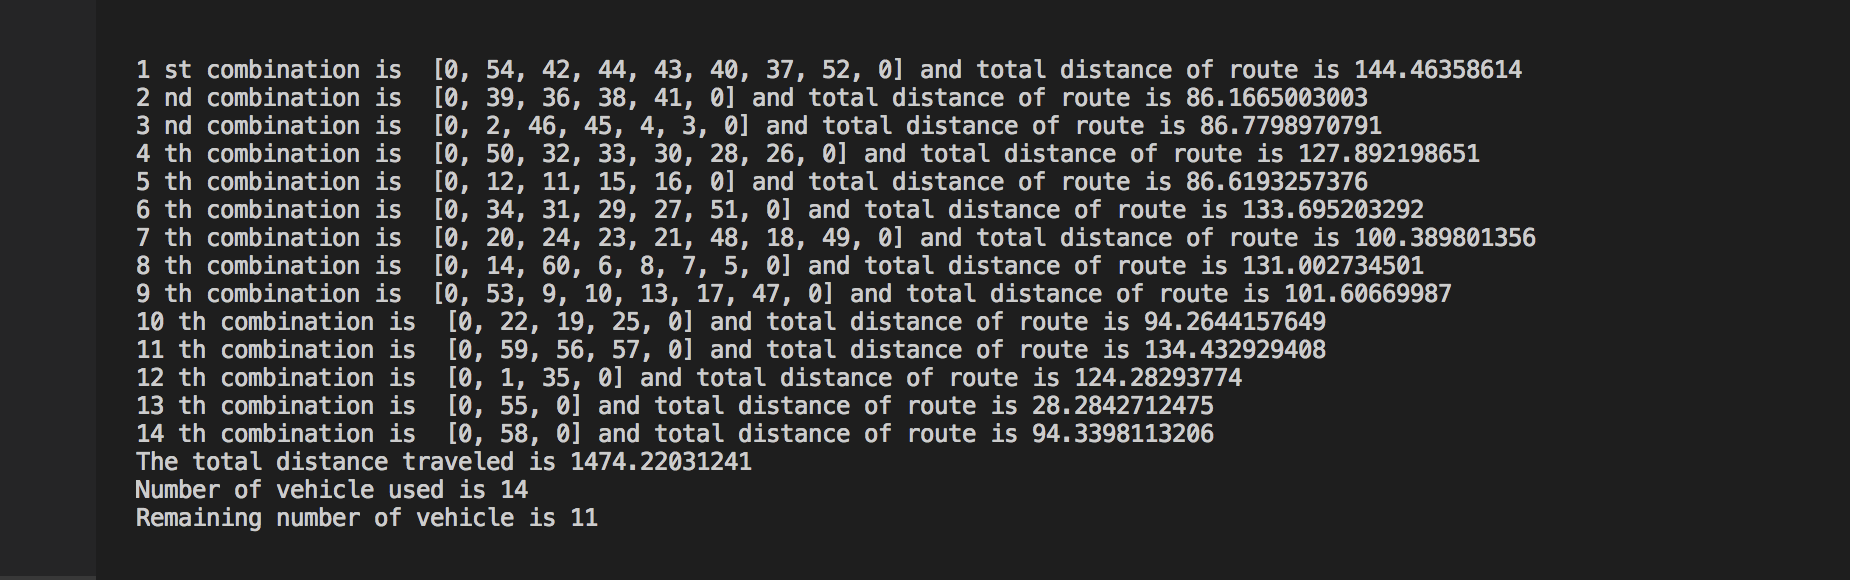 1 st combination is  [0, 54, 42, 44, 43, 40, 37, 52, 0] and total distance of route is 144.46358614
2 nd combination is  [0, 39, 36, 38, 41, 0] and total distance of route is 86.1665003003
3 nd combination is  [0, 2, 46, 45, 4, 3, 0] and total distance of route is 86.7798970791
4 th combination is  [0, 50, 32, 33, 30, 28, 26, 0] and total distance of route is 127.892198651
5 th combination is  [0, 12, 11, 15, 16, 0] and total distance of route is 86.6193257376
6 th combination is  [0, 34, 31, 29, 27, 51, 0] and total distance of route is 133.695203292
7 th combination is  [0, 20, 24, 23, 21, 48, 18, 49, 0] and total distance of route is 100.389801356
8 th combination is  [0, 14, 60, 6, 8, 7, 5, 0] and total distance of route is 131.002734501
9 th combination is  [0, 53, 9, 10, 13, 17, 47, 0] and total distance of route is 101.60669987
10 th combination is  [0, 22, 19, 25, 0] and total distance of route is 94.2644157649
11 th combination is  [0, 59, 56, 57, 0] and total distance of route is 134.432929408
12 th combination is  [0, 1, 35, 0] and total distance of route is 124.28293774
13 th combination is  [0, 55, 0] and total distance of route is 28.2842712475
14 th combination is  [0, 58, 0] and total distance of route is 94.3398113206
The total distance traveled is 1474.22031241
Number of vehicle used is 14
Remaining number of vehicle is 11